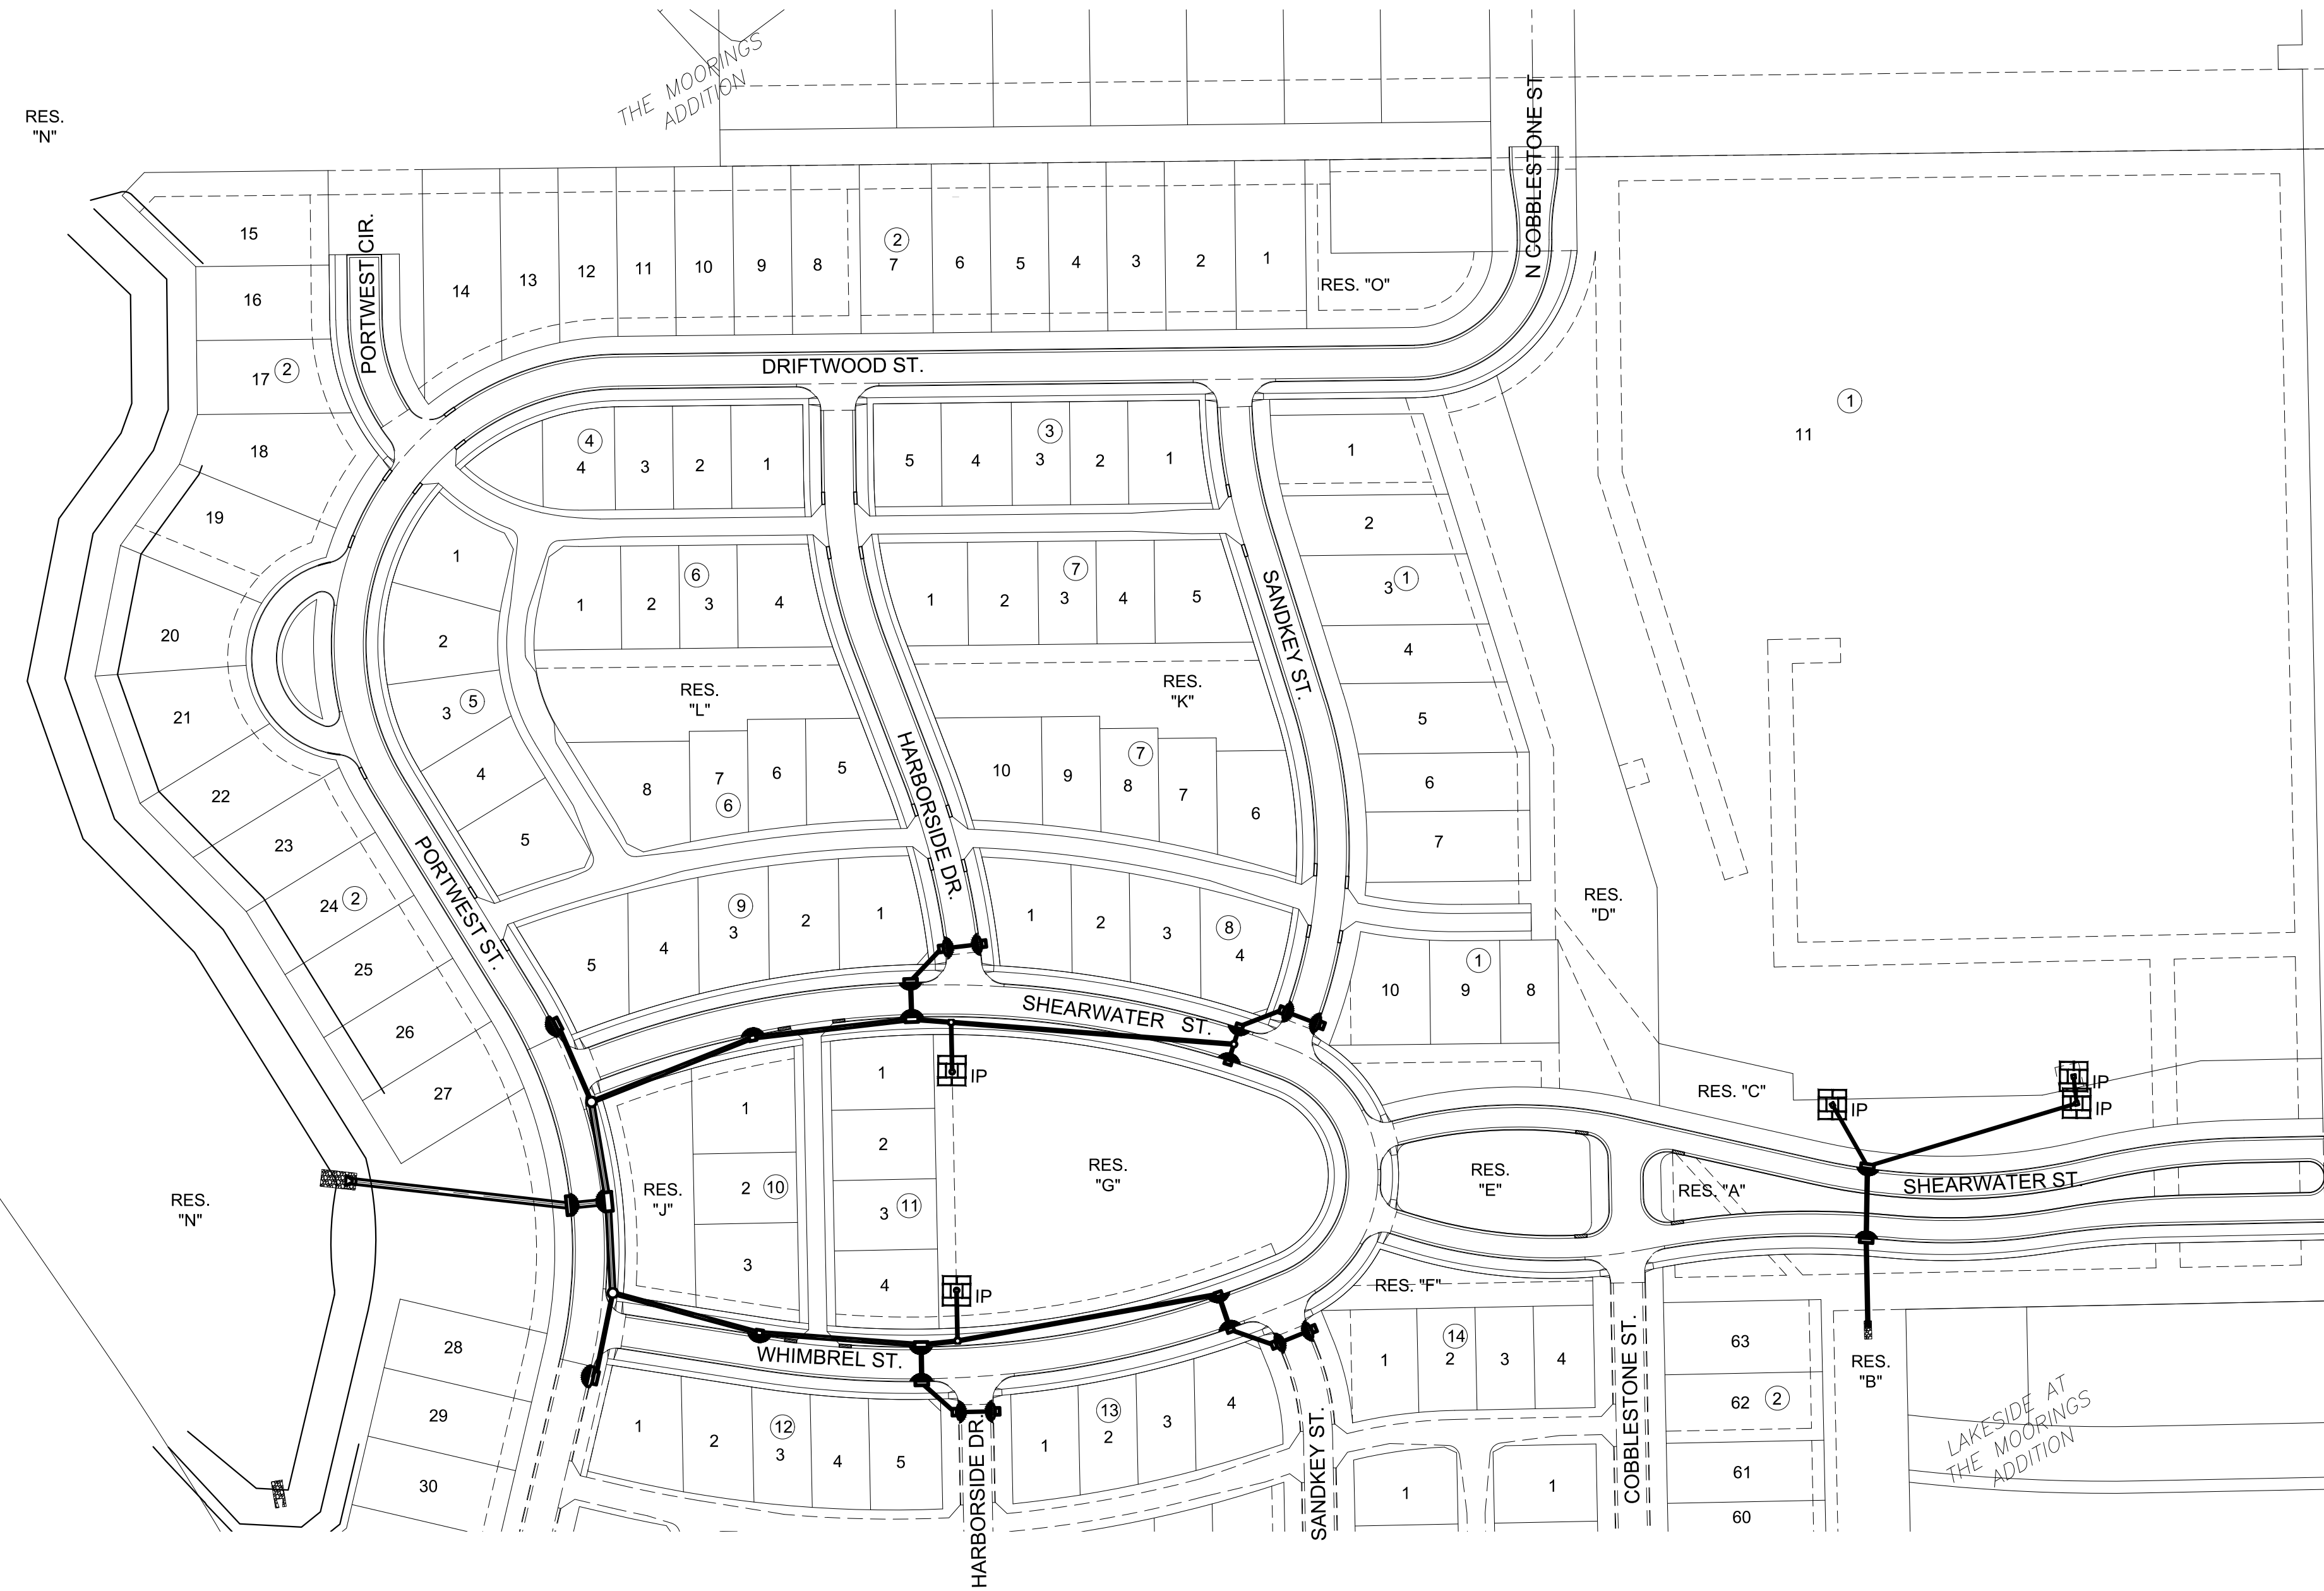 THE MOORINGS
ADDITION
N COBBLESTONE ST
RES.
"N"
15
PORTWEST CIR.
2
14
13
12
11
10
9
8
7
6
5
4
3
2
1
RES. "O"
16
17
2
DRIFTWOOD ST.
1
11
18
19
4
4
3
2
1
3
5
4
3
2
1
1
2
20
21
1
2
3
5
4
5
6
1
2
3
4
7
1
2
3
4
5
SANDKEY ST.
3
1
4
5
6
7
RES.
"L"
RES.
"K"
HARBORSIDE DR.
8
7
6
6
5
10
9
7
8
7
6
22
23
24
2
25
26
27
PORTWEST ST.
9
5
4
3
2
1
1
2
3
8
4
RES.
"D"
1
10
9
8
SHEARWATER ST.
IP
1
2
3
11
4
RES.
"G"
1
2
10
3
RES.
"J"
RES.
"N"
RES. "C"
IP
IP
IP
RES.
"E"
RES. "A"
SHEARWATER ST.
IP
RES. "F"
WHIMBREL ST.
28
29
30
1
2
12
3
4
5
HARBORSIDE DR.
13
1
2
3
4
SANDKEY ST.
14
1
2
3
4
COBBLESTONE ST.
63
62
2
61
60
RES.
"B"
1
1
LAKESIDE AT
THE MOORINGS
ADDITION